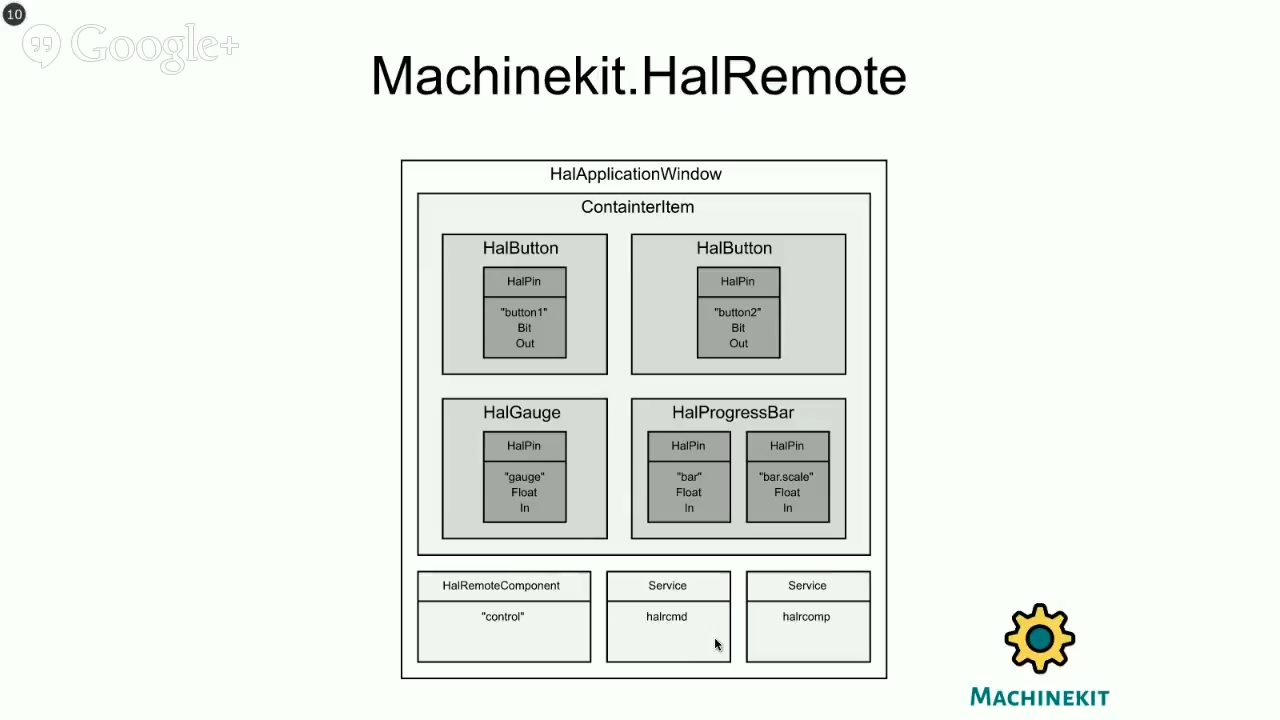 10
Google+
Machinekit.HalRemote
HalApplicationWindow
ContainterItem
HalButton
HalPin
"button1"
Bit
Out
HalButton
HalPin
"button2"
Bit
Out
HalGauge
HalPin
"gauge"
Float
In
HalProgressBar
HalPin
"bar"
Float
In
HalPin
"bar.scale"
Float
In
HalRemoteComponent
"control"
Service
halrcmd
Service
halrcomp
MACHINEKIT